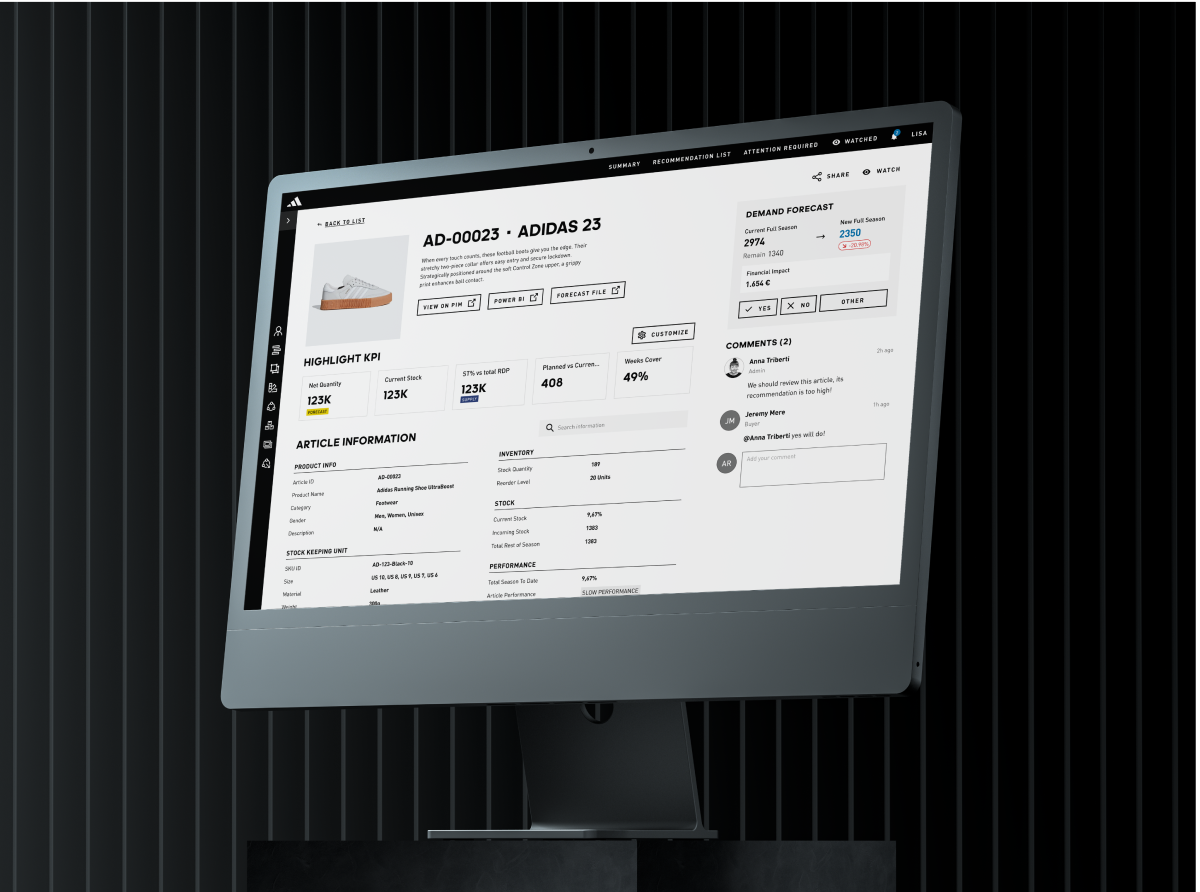 SUMMARY
RECOMMENDATION LIST
ATTENTION REQUIRED
WATCHED
LISA
BACK TO LIST
SHARE
WATCH
AD-00023 · ADIDAS 23
When every touch counts, these football boots give you the edge. Their
stretchy two-piece collar offers easy entry and secure lockdown.
Strategically positioned around the soft Control Zone upper, a grippy
print enhances ball contact.
VIEW ON PIM
POWER BI
FORECAST FILE
DEMAND FORECAST
Current Full Season
2974
Remain 1340
New Full Season
2350
Financial Impact
1.654 €
YES
NO
OTHER
CUSTOMIZE
HIGHLIGHT KPI
Net Quantity
123K
FORECAST
Current Stock
123K
ST% vs total RDP
123K
SUPPLY
Planned vs Curren...
408
Weeks Cover
49%
COMMENTS (2)
Anna Triberti
Admin
2h ago
We should review this article, its
recommendation is too high!
JM
Jeremy Mere
Buyer
1h ago
@Anna Triberti yes will do!
AR
Add your comment
ARTICLE INFORMATION
Search information
PRODUCT INFO
Article ID
AD-00023
Product Name
Adidas Running Shoe UltraBoost
Category
Footwear
Gender
Men, Women, Unisex
Description
N/A
STOCK KEEPING UNIT
SKU ID
AD-123-Black-10
Size
US 10, US 8, US 9, US 7, US 6
Material
Leather
Weight
300g
INVENTORY
Stock Quantity
189
Reorder Level
20 Units
STOCK
Current Stock
9,67%
Incoming Stock
1383
Total Rest of Season
1383
PERFORMANCE
Total Season To Date
9,67%
Article Performance
SLOW PERFORMANCE